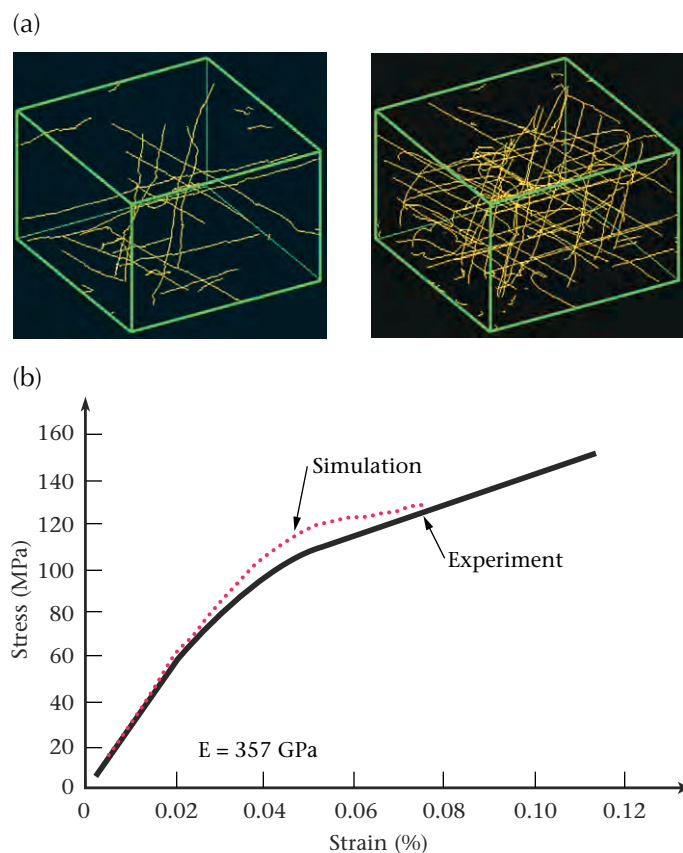 (a)
(b)
160
140
120
100
80
60
40
20
0
Stress (MPa)
Simulation
Experiment
E = 357 GPa
0
0.02
0.04
0.06
0.08
0.10
0.12
Strain (%)